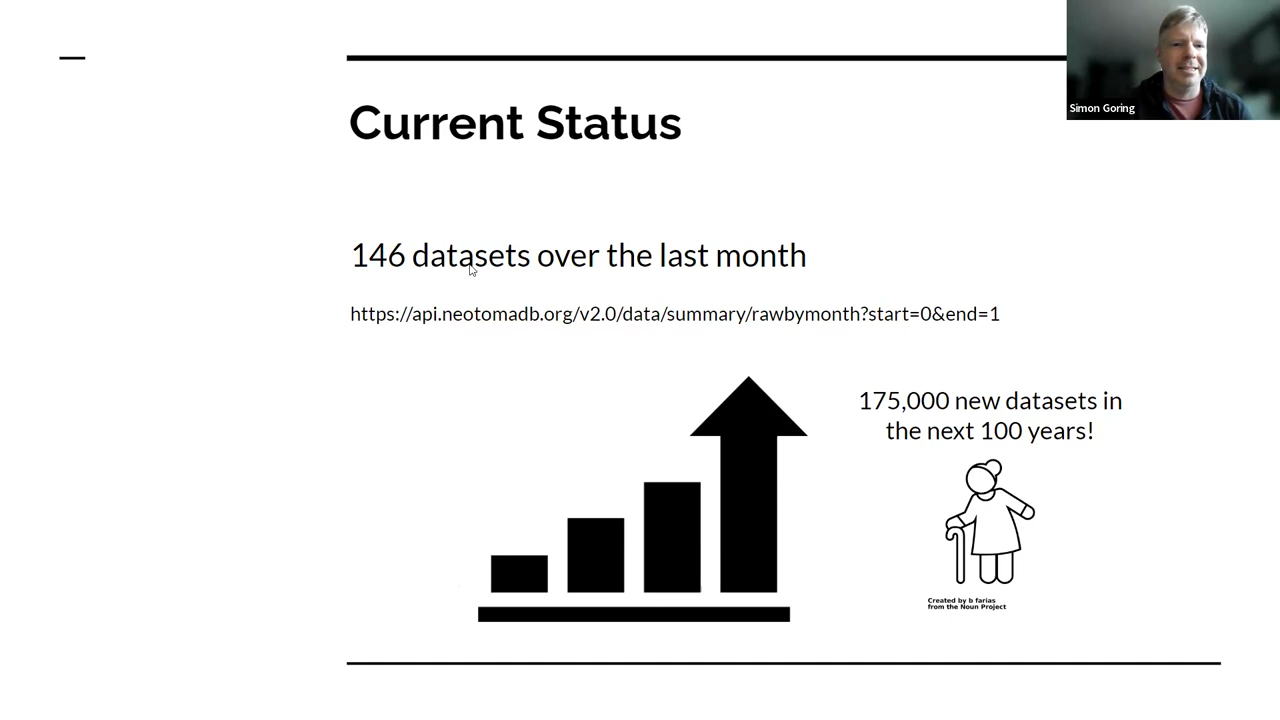 Simon Goring
Current Status
146 datasets over the last month
https://api.neotomadb.org/v2.0/data/summary/rawbymonth?start=0&end=1
175,000 new datasets in
the next 100 years!
Created by b farias
from the Noun Project